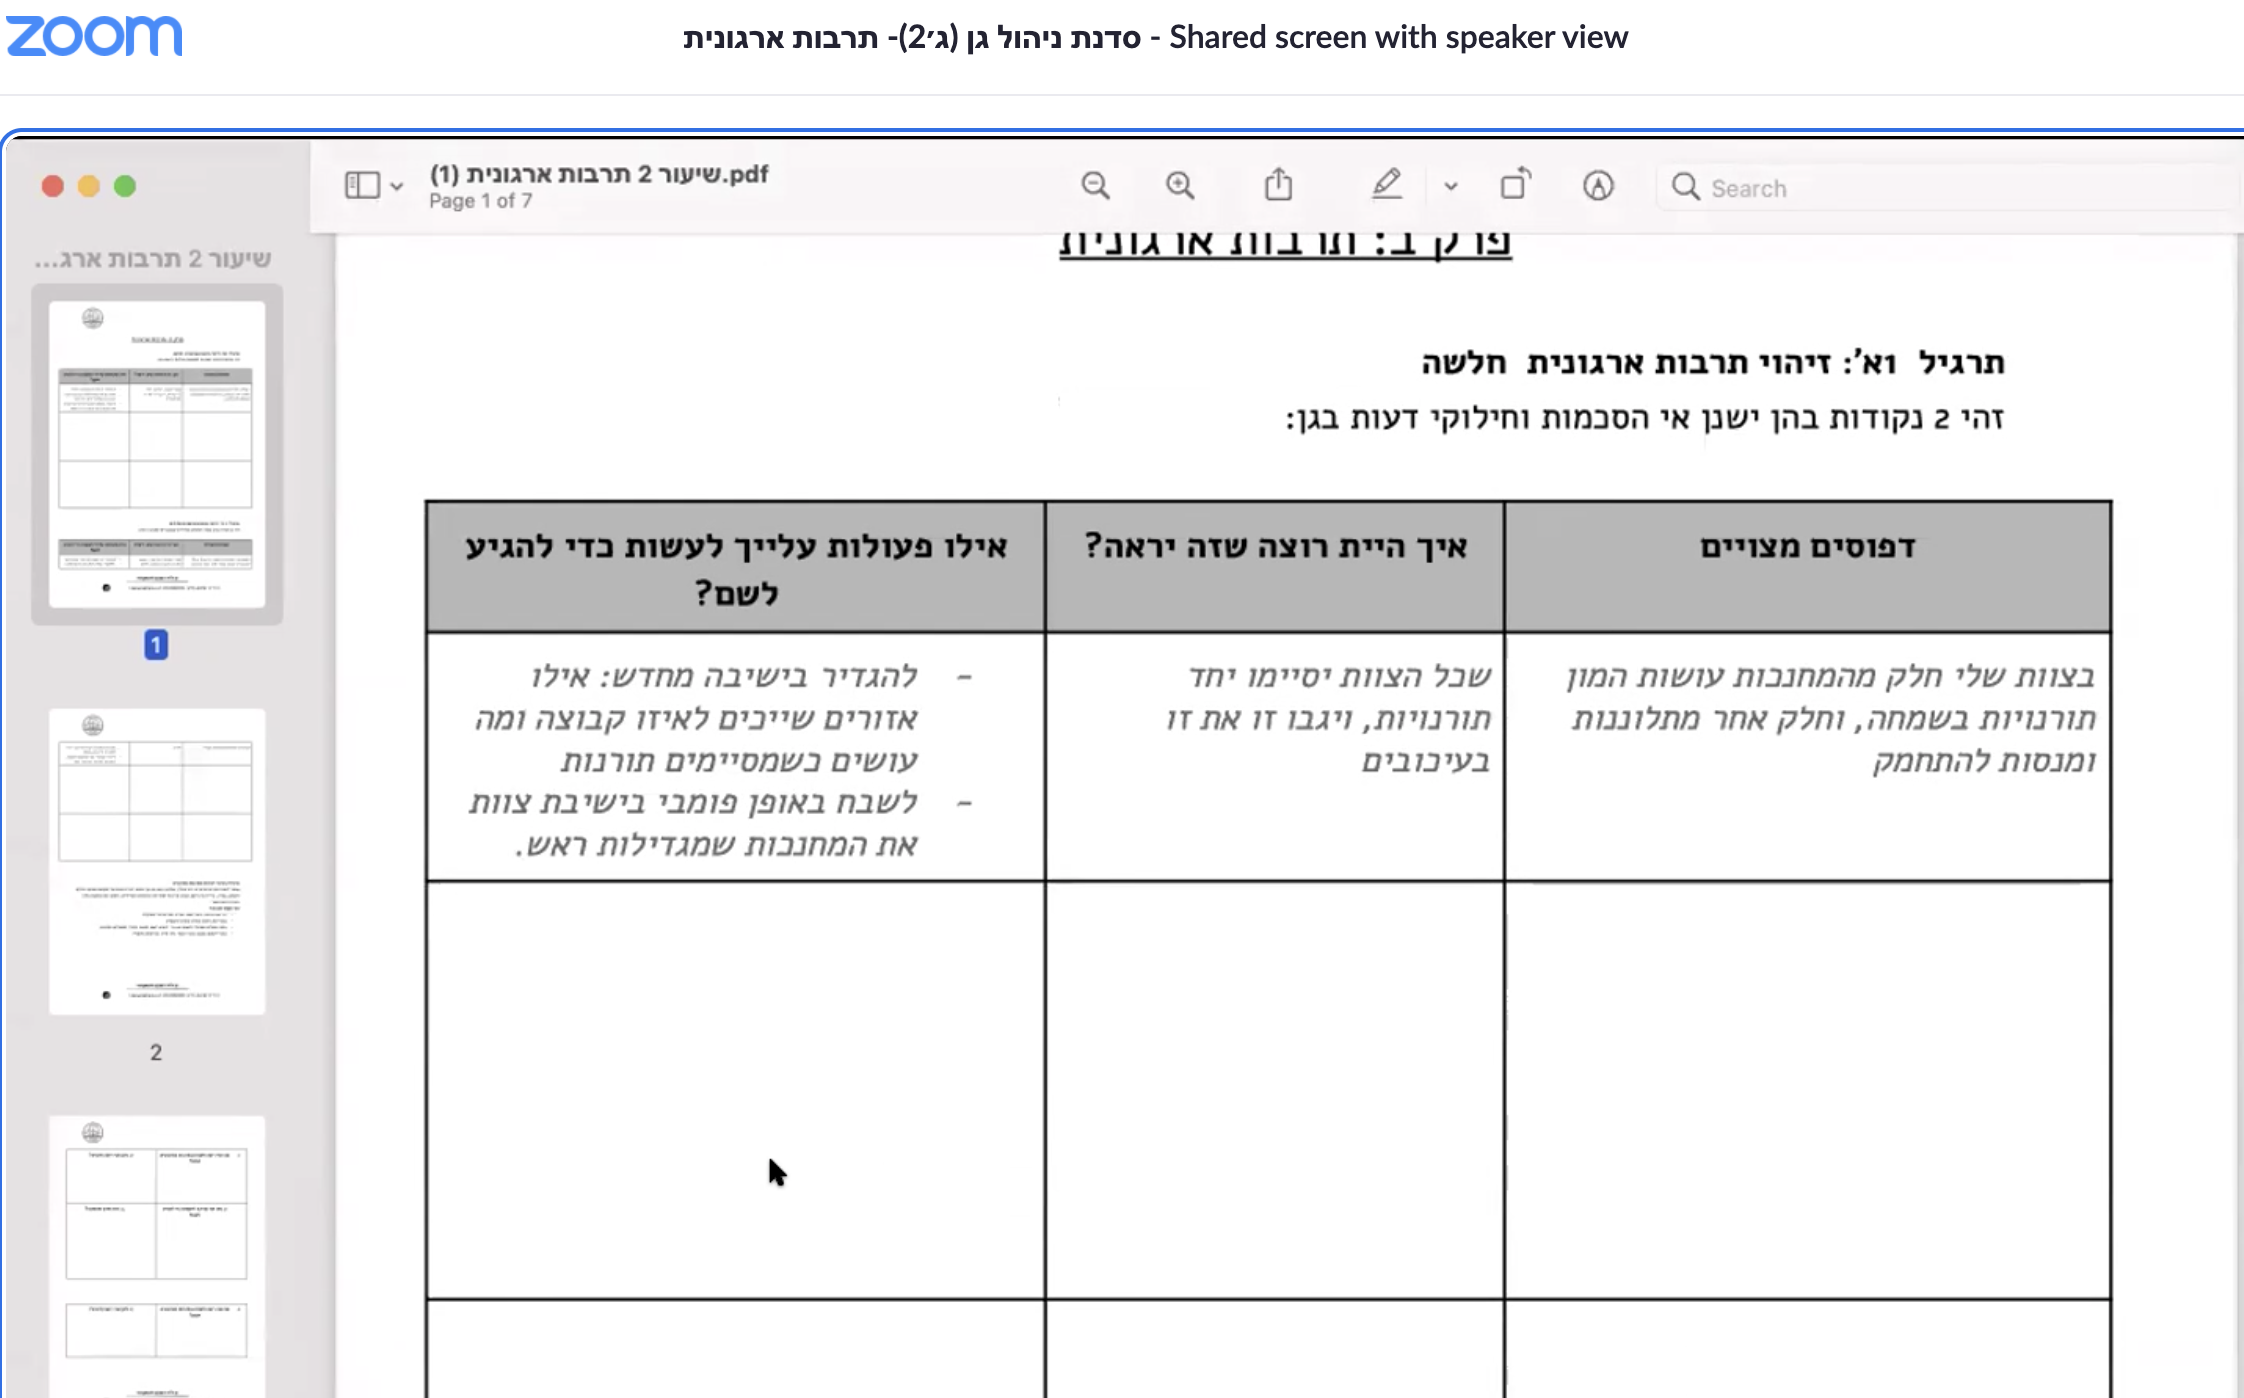 zoom
סדנת ניהול גן (ג'2)- תרבות ארגונית - Shared screen with speaker view
שיעור 2 תרבות ארגונית (1).pdf
Page 1 of 7
Search
שיעור 2 תרבות ארג...
1
2
פרק ב: תרבות ארגונית
תרגיל 1א': זיהוי תרבות ארגונית חלשה
זהי 2 נקודות בהן ישנן אי הסכמות וחילוקי דעות בגן:
דפוסים מצויים
איך היית רוצה שזה יראה?
אילו פעולות עלייך לעשות כדי להגיע
לשם?
בצוות שלי חלק מהמחנכות עושות המון
תורנויות בשמחה, וחלק אחר מתלוננות
ומנסות להתחמק
שכל הצוות יסיימו יחד
תורנויות, ויגבו זו את זו
בעיכובים
- להגדיר בישיבה מחדש: אילו
אזורים שייכים לאיזו קבוצה ומה
עושים כשמסיימים תורנות
- לשבח באופן פומבי בישיבת צוות
את המחנכות שמגדילות ראש.